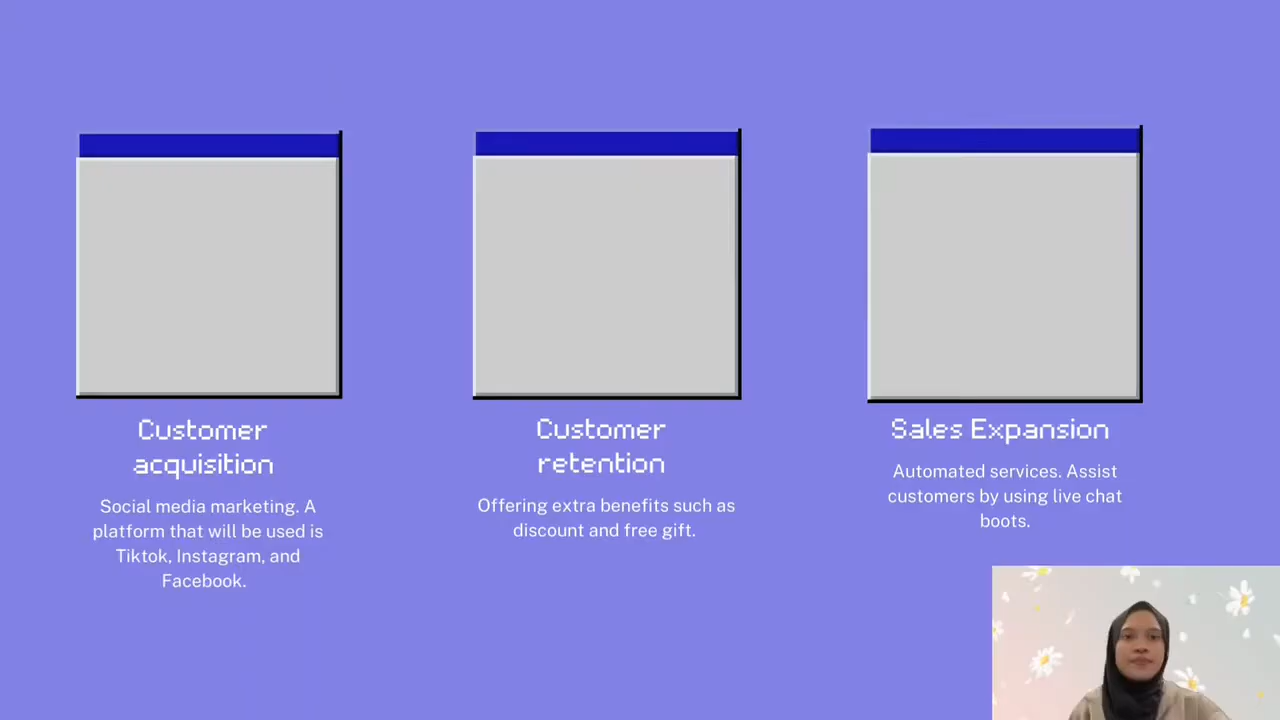 Customer
acquisition
Social media marketing. A
platform that will be used is
Tiktok, Instagram, and
Facebook.
Customer
retention
Offering extra benefits such as
discount and free gift.
Sales Expansion
Automated services. Assist
customers by using live chat
boots.